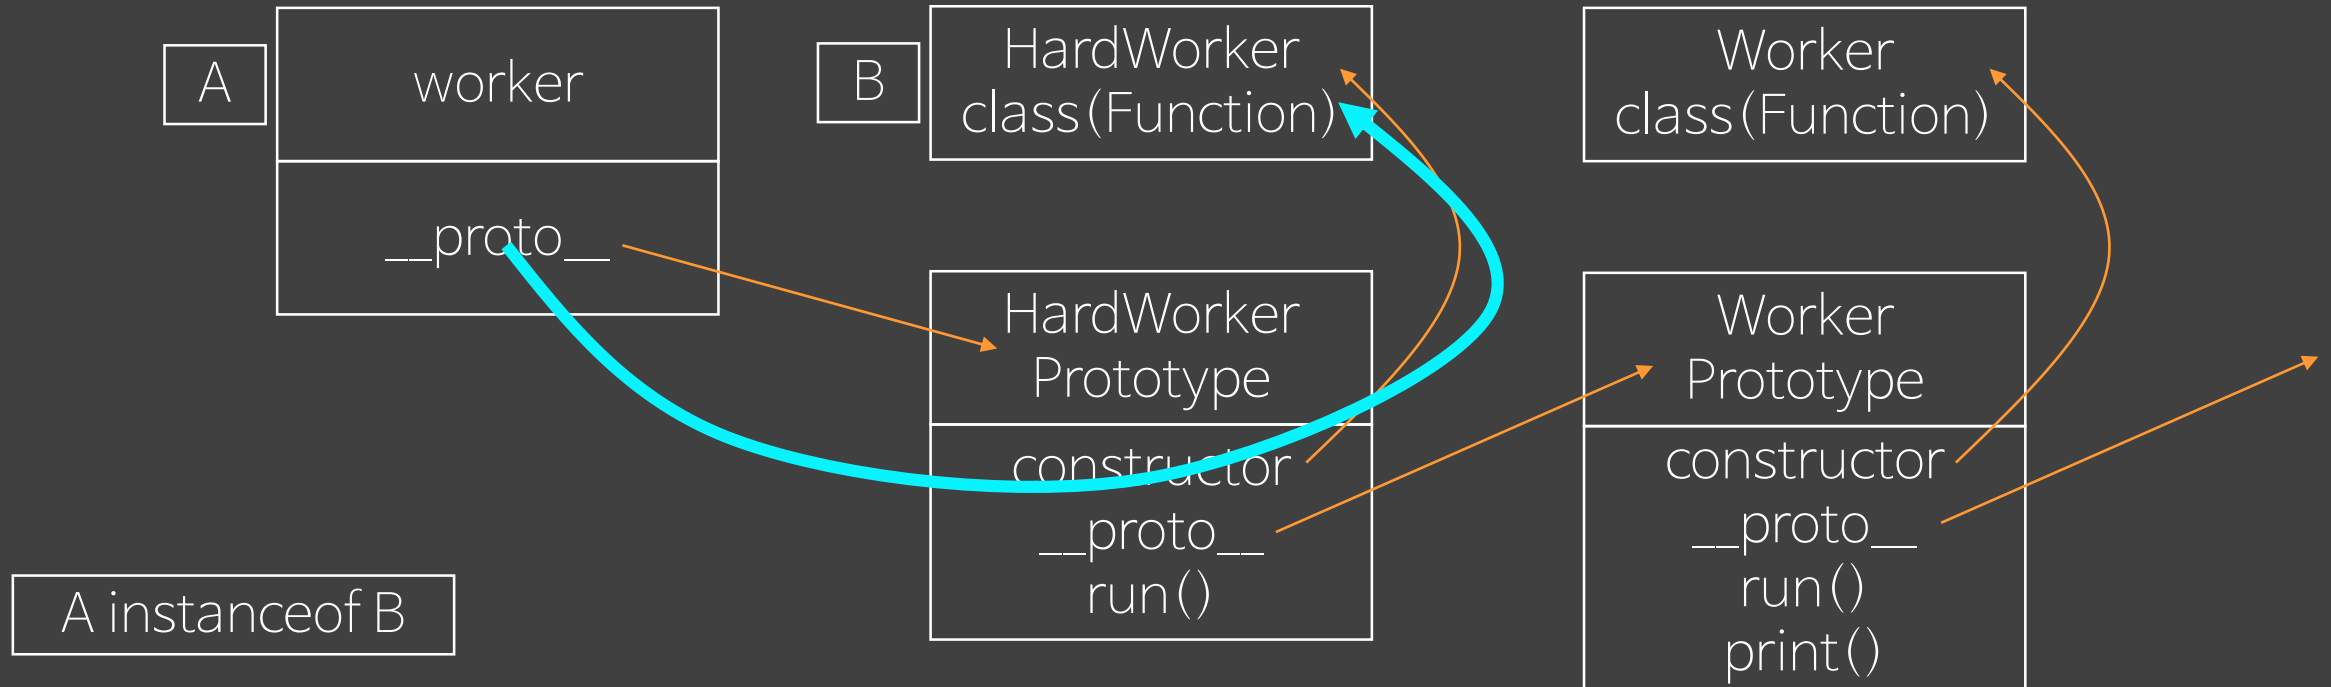 A
worker
__proto__
B
HardWorker
class(Function)
Worker
class(Function)
HardWorker
Prototype
constructor
__proto__
run()
Worker
Prototype
constructor
__proto__
run()
print()
A instanceof B